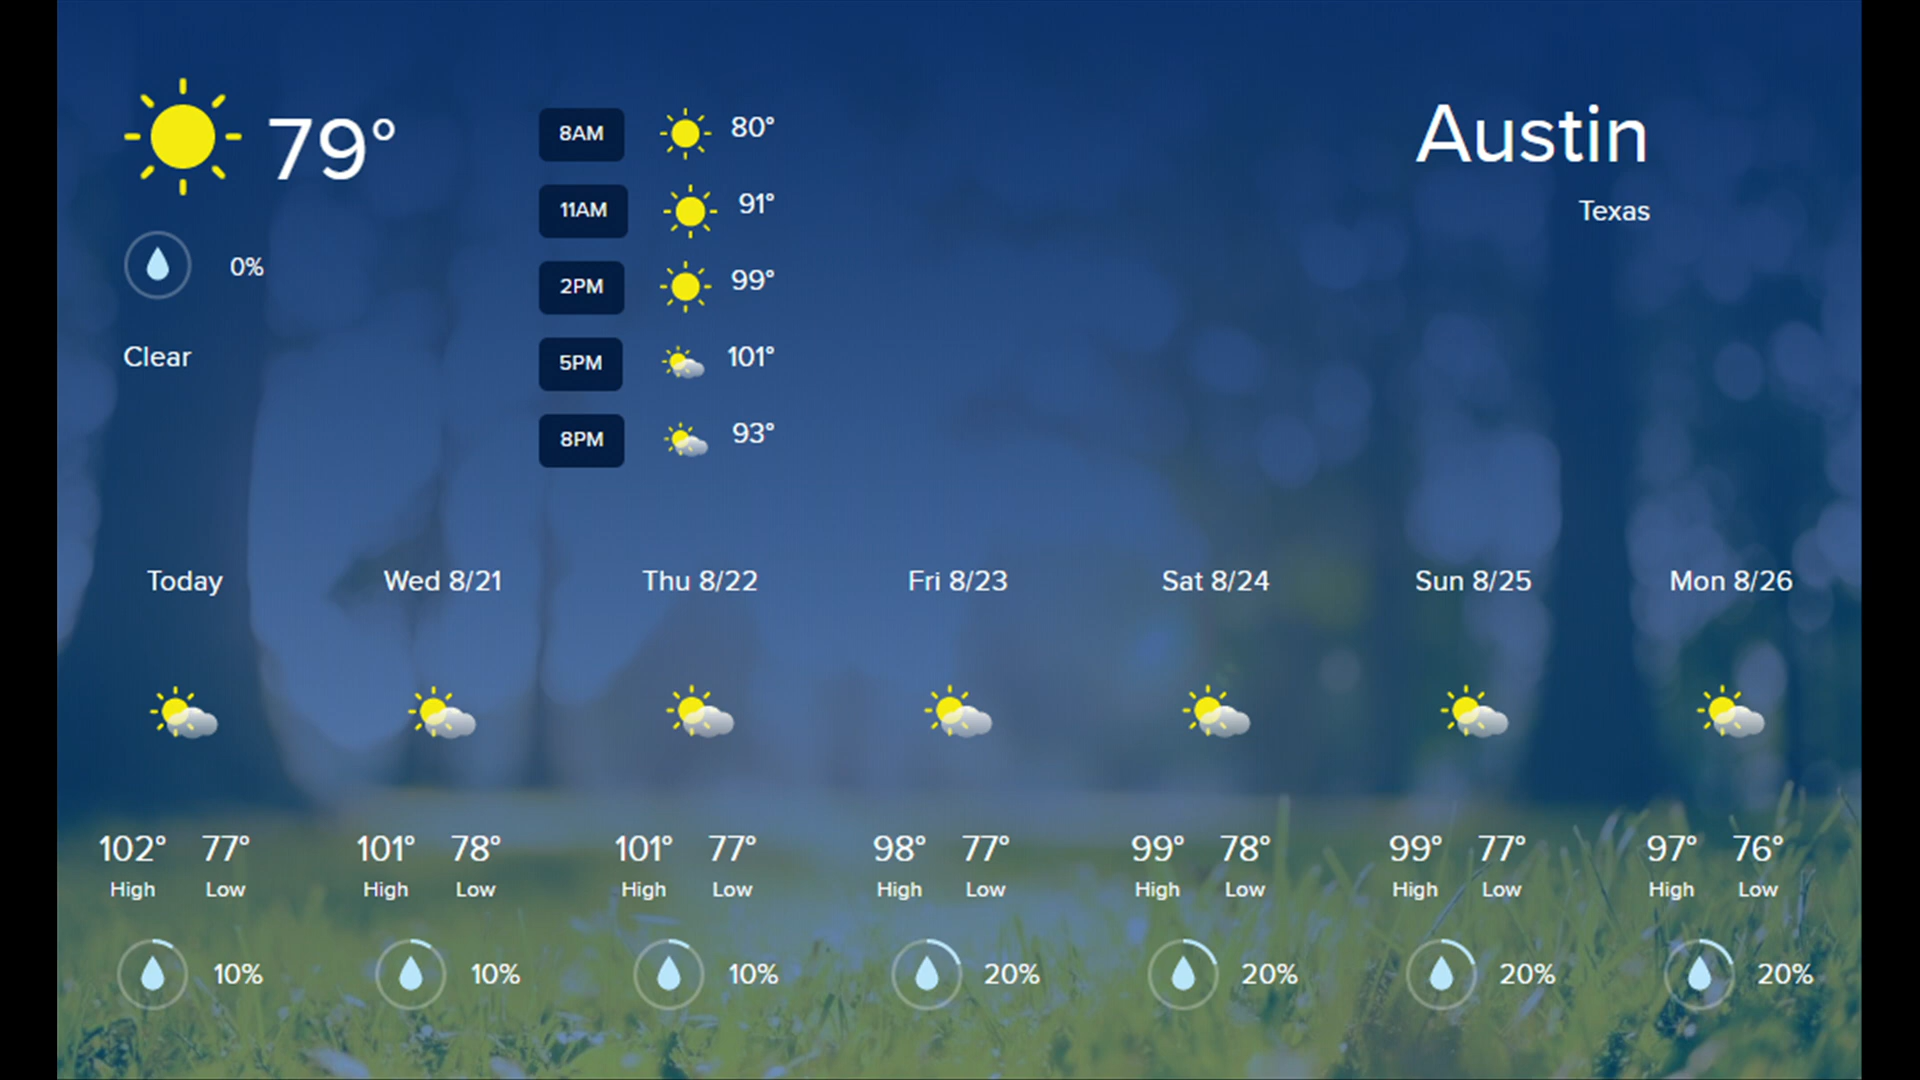 79°
0%
Clear
8AM 80°
11AM 91°
2PM 99°
5PM 101°
8PM 93°
Austin
Texas
Today Wed 8/21 Thu 8/22 Fri 8/23 Sat 8/24 Sun 8/25 Mon 8/26
102° 77° 101° 78° 101° 77° 98° 77° 99° 78° 99° 77° 97° 76°
High Low High Low High Low High Low High Low High Low High Low
10% 10% 10% 20% 20% 20% 20%